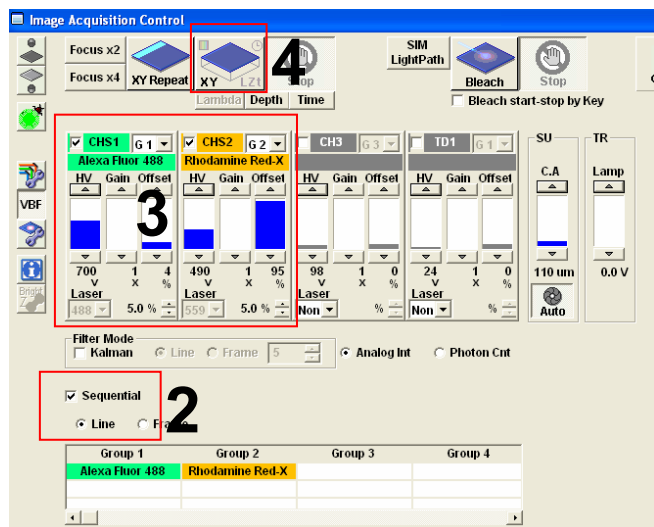 Image Acquisition Control
Focus x2
Focus x4
XY Repeat
XY LZt
4
Stop
SIM
LightPath
Bleach
Stop
Lambda Depth Time
Bleach start-stop by Key
CHS1 G 1
Alexa Fluor 488
HV Gain Offset
3
700 1 4
V X %
Laser
488 5.0 %
CHS2 G 2
Rhodamine Red-X
HV Gain Offset
490 1 95
V X %
Laser
559 5.0 %
CH3 G 3
HV Gain Offset
98 1 0
V X %
Laser
Non %
TD1 G 1
HV Gain Offset
24 1 0
V X %
Laser
Non %
SU
C.A
110 um
Auto
TR
Lamp
0.0 V
VBF
Bright
Z
Filter Mode
Kalman Line Frame 5 Analog Int Photon Cnt
Sequential
2
Line
Group 1 Group 2 Group 3 Group 4
Alexa Fluor 488 Rhodamine Red-X